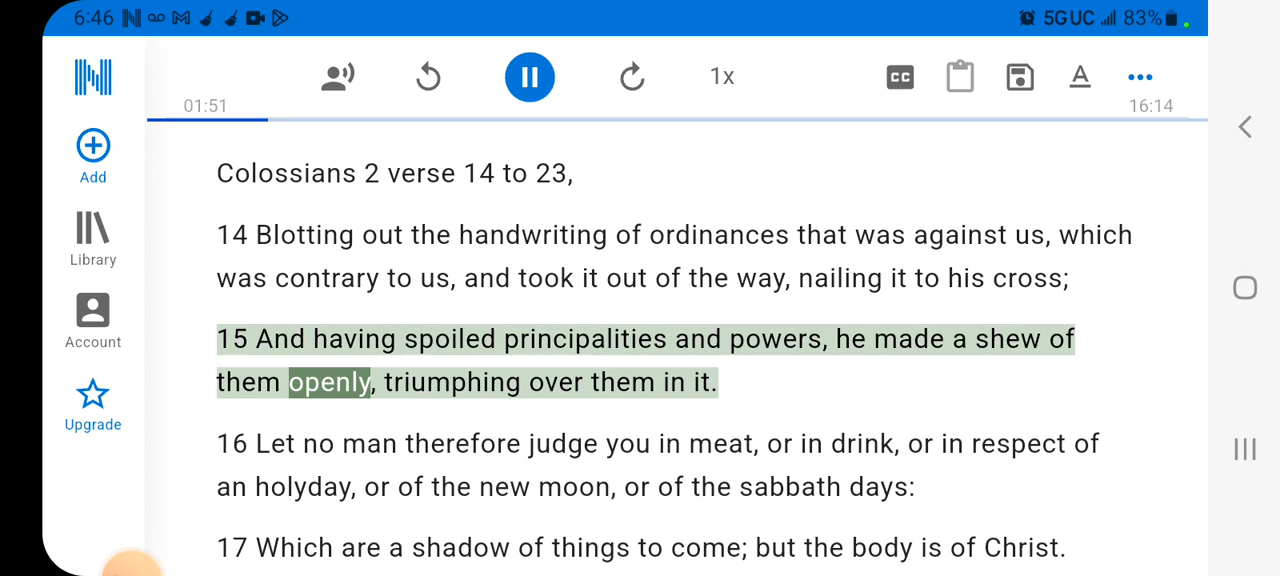 6:46
5G UC 83%
1x
CC
A
01:51
16:14
Add
Library
Account
Upgrade
Colossians 2 verse 14 to 23,
14 Blotting out the handwriting of ordinances that was against us, which
was contrary to us, and took it out of the way, nailing it to his cross;
15 And having spoiled principalities and powers, he made a shew of
them openly, triumphing over them in it.
16 Let no man therefore judge you in meat, or in drink, or in respect of
an holyday, or of the new moon, or of the sabbath days:
17 Which are a shadow of things to come; but the body is of Christ.